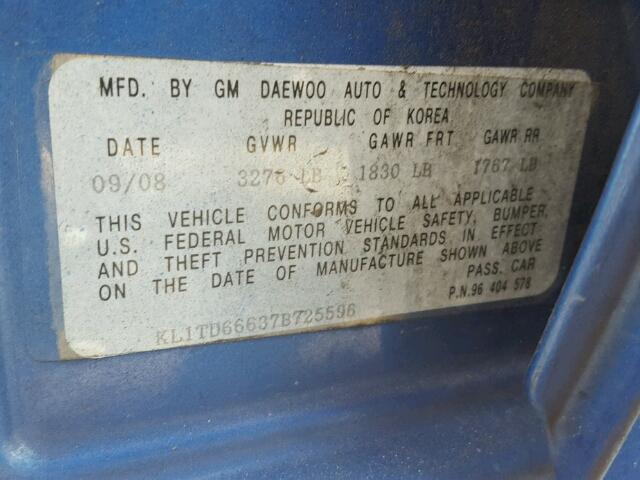 MFD. BY GM DAEWOO AUTO & TECHNOLOGY COMPANY
REPUBLIC OF KOREA
DATE GVWR GAWR FRT GAWR RR
09/08 3276 LB 1830 LB 1767 LB
THIS VEHICLE CONFORMS TO ALL APPLICABLE
U.S. FEDERAL MOTOR VEHICLE SAFETY, BUMPER,
AND THEFT PREVENTION STANDARDS IN EFFECT
ON THE DATE OF MANUFACTURE SHOWN ABOVE
PASS. CAR
P.N.96 404 578
KL1TD66637B725596